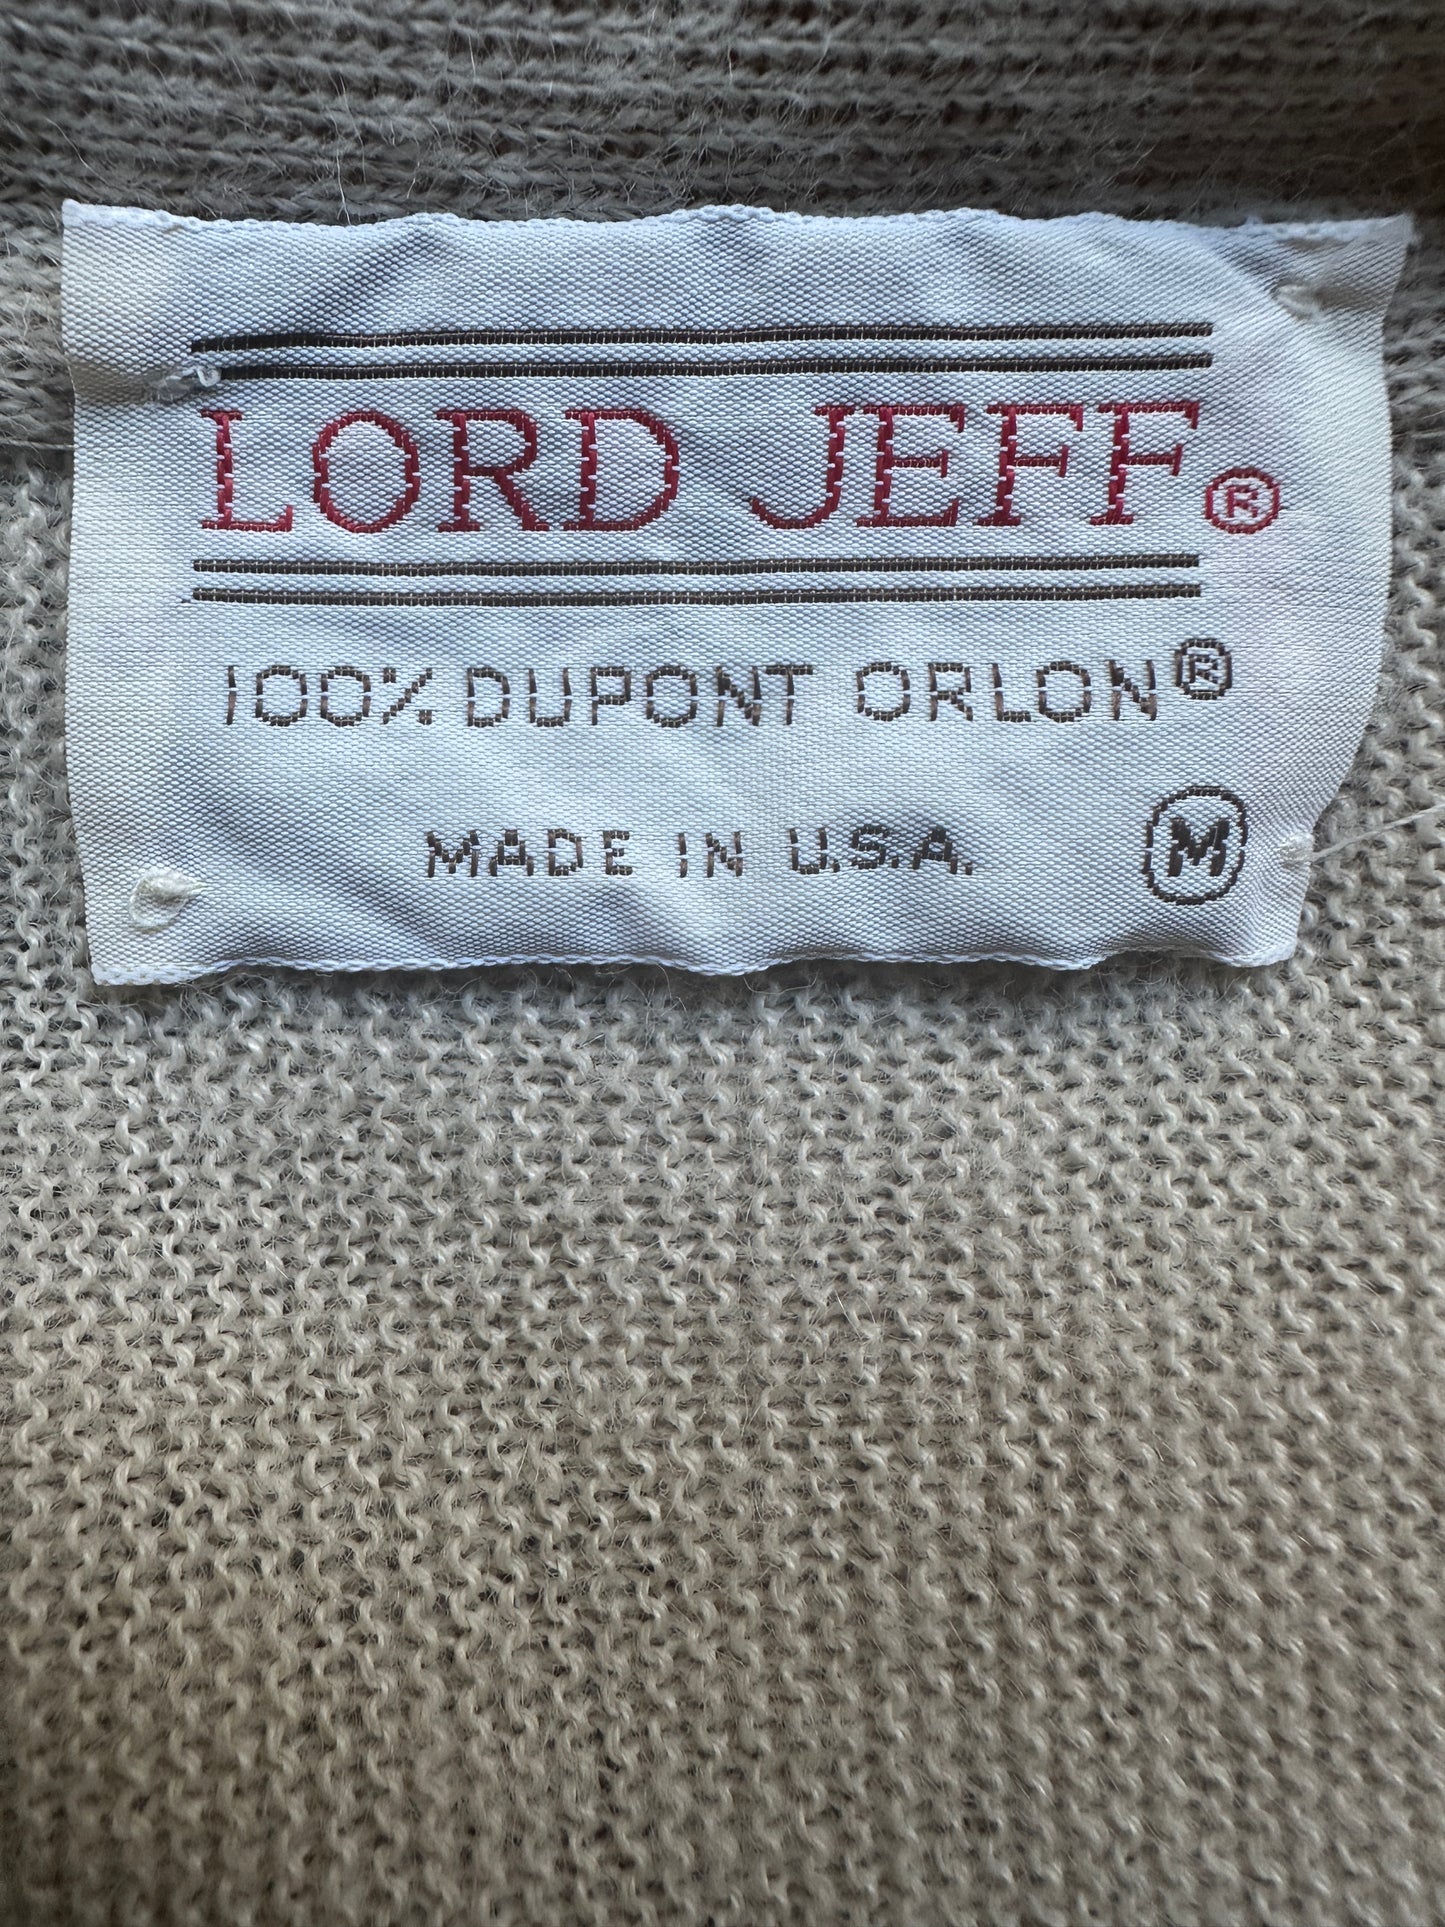 LORD JEFF®
100% DUPONT ORLON®
MADE IN U.S.A. M